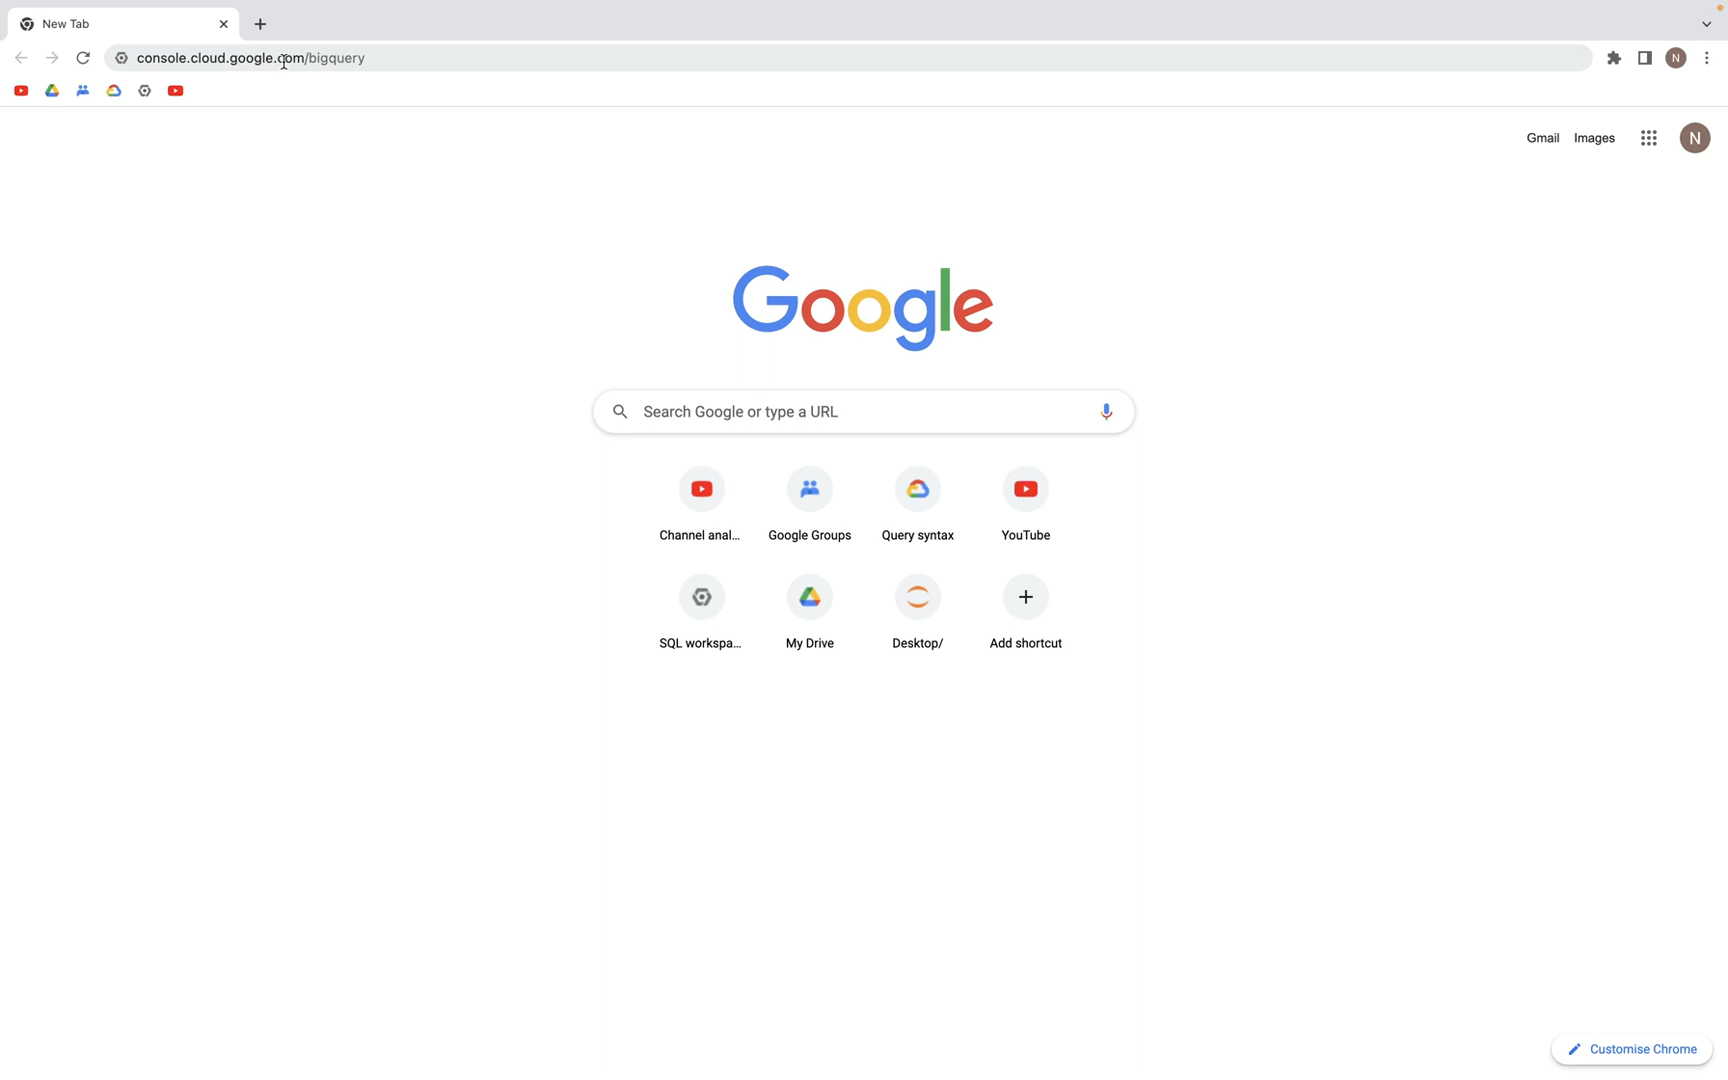 New Tab
console.cloud.google.com/bigquery
Gmail Images N
N
Google
Search Google or type a URL
Channel anal... Google Groups Query syntax YouTube
SQL workspa... My Drive Desktop/ Add shortcut
Customise Chrome